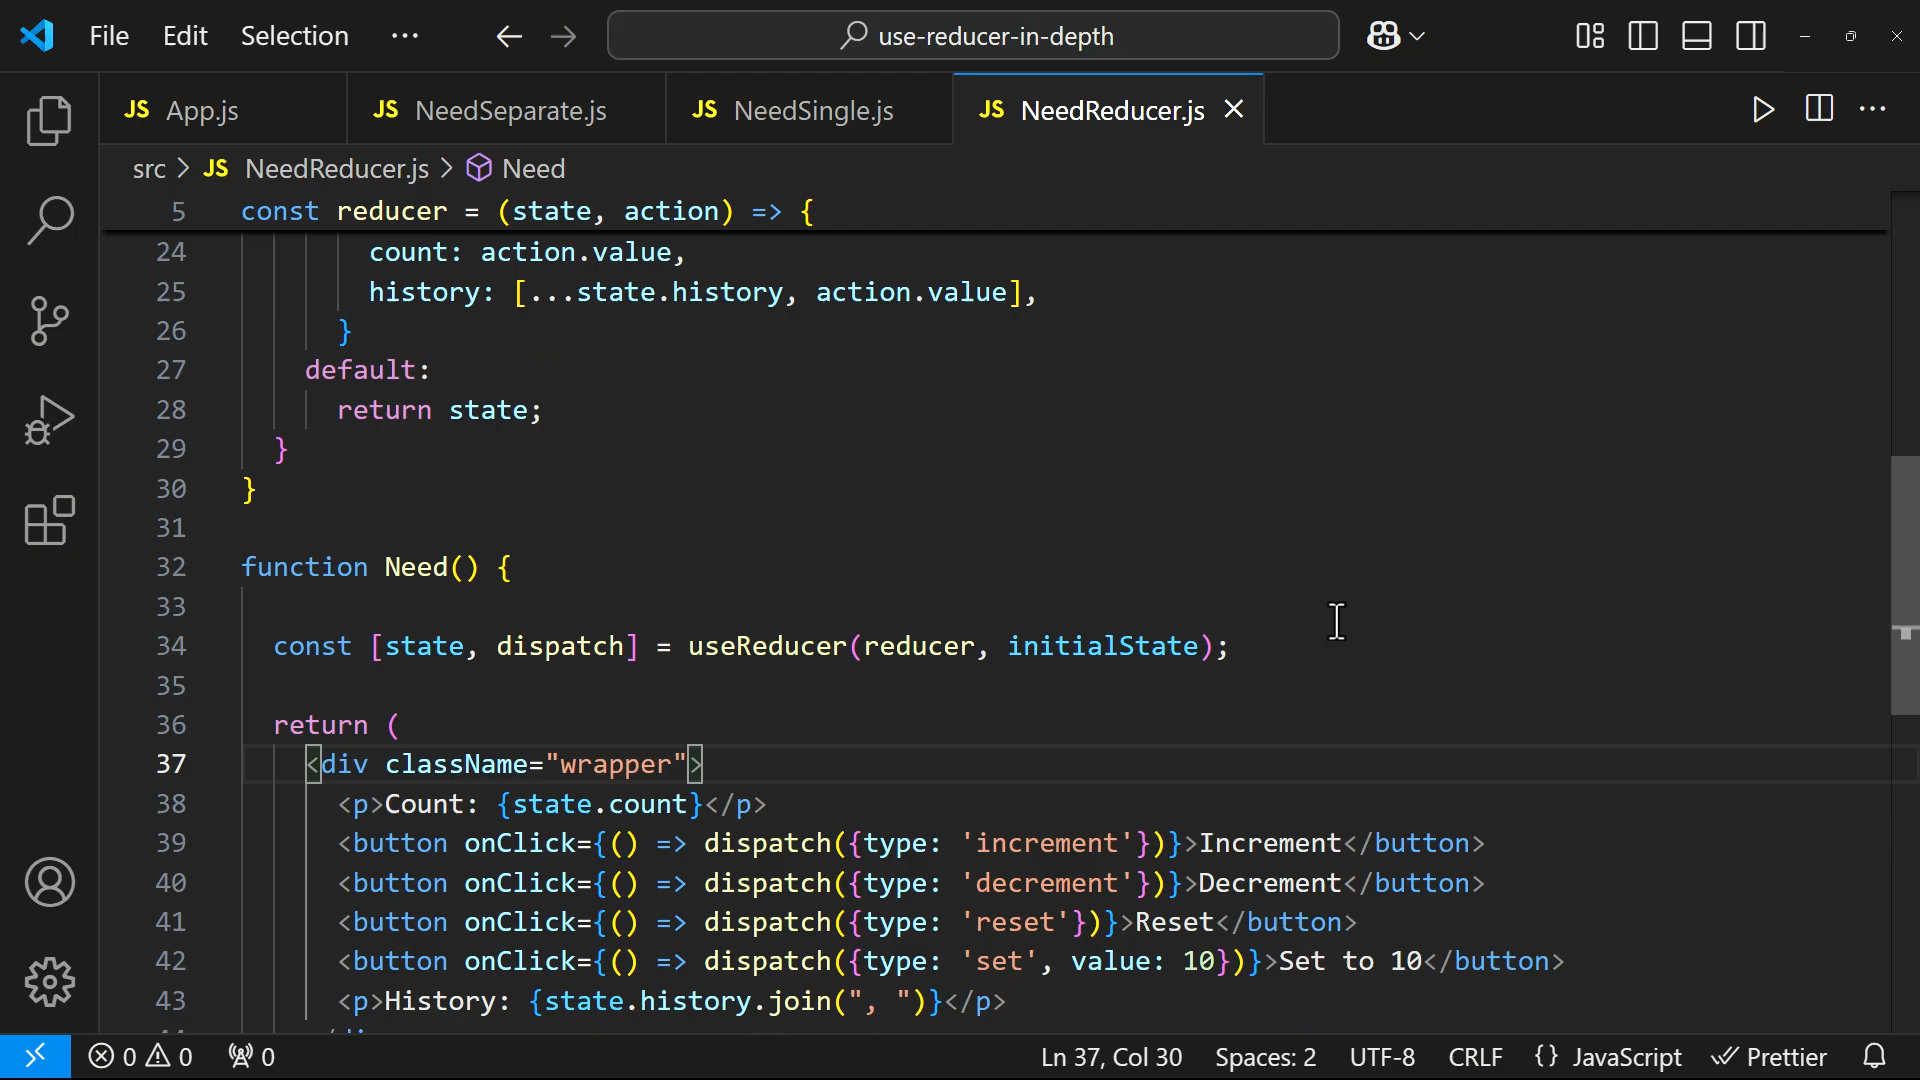 File Edit Selection ··· use-reducer-in-depth
JS App.js JS NeedSeparate.js JS NeedSingle.js JS NeedReducer.js
src > JS NeedReducer.js > Need
5 const reducer = (state, action) => {
24 count: action.value,
25 history: [...state.history, action.value],
26 }
27 default:
28 return state;
29 }
30 }
31
32 function Need() {
33
34 const [state, dispatch] = useReducer(reducer, initialState);
35
36 return (
37 <div className="wrapper">
38 <p>Count: {state.count}</p>
39 <button onClick={() => dispatch({type: 'increment'})}>Increment</button>
40 <button onClick={() => dispatch({type: 'decrement'})}>Decrement</button>
41 <button onClick={() => dispatch({type: 'reset'})}>Reset</button>
42 <button onClick={() => dispatch({type: 'set', value: 10})}>Set to 10</button>
43 <p>History: {state.history.join(", ")}</p>
0 0 0 Ln 37, Col 30 Spaces: 2 UTF-8 CRLF {} JavaScript Prettier